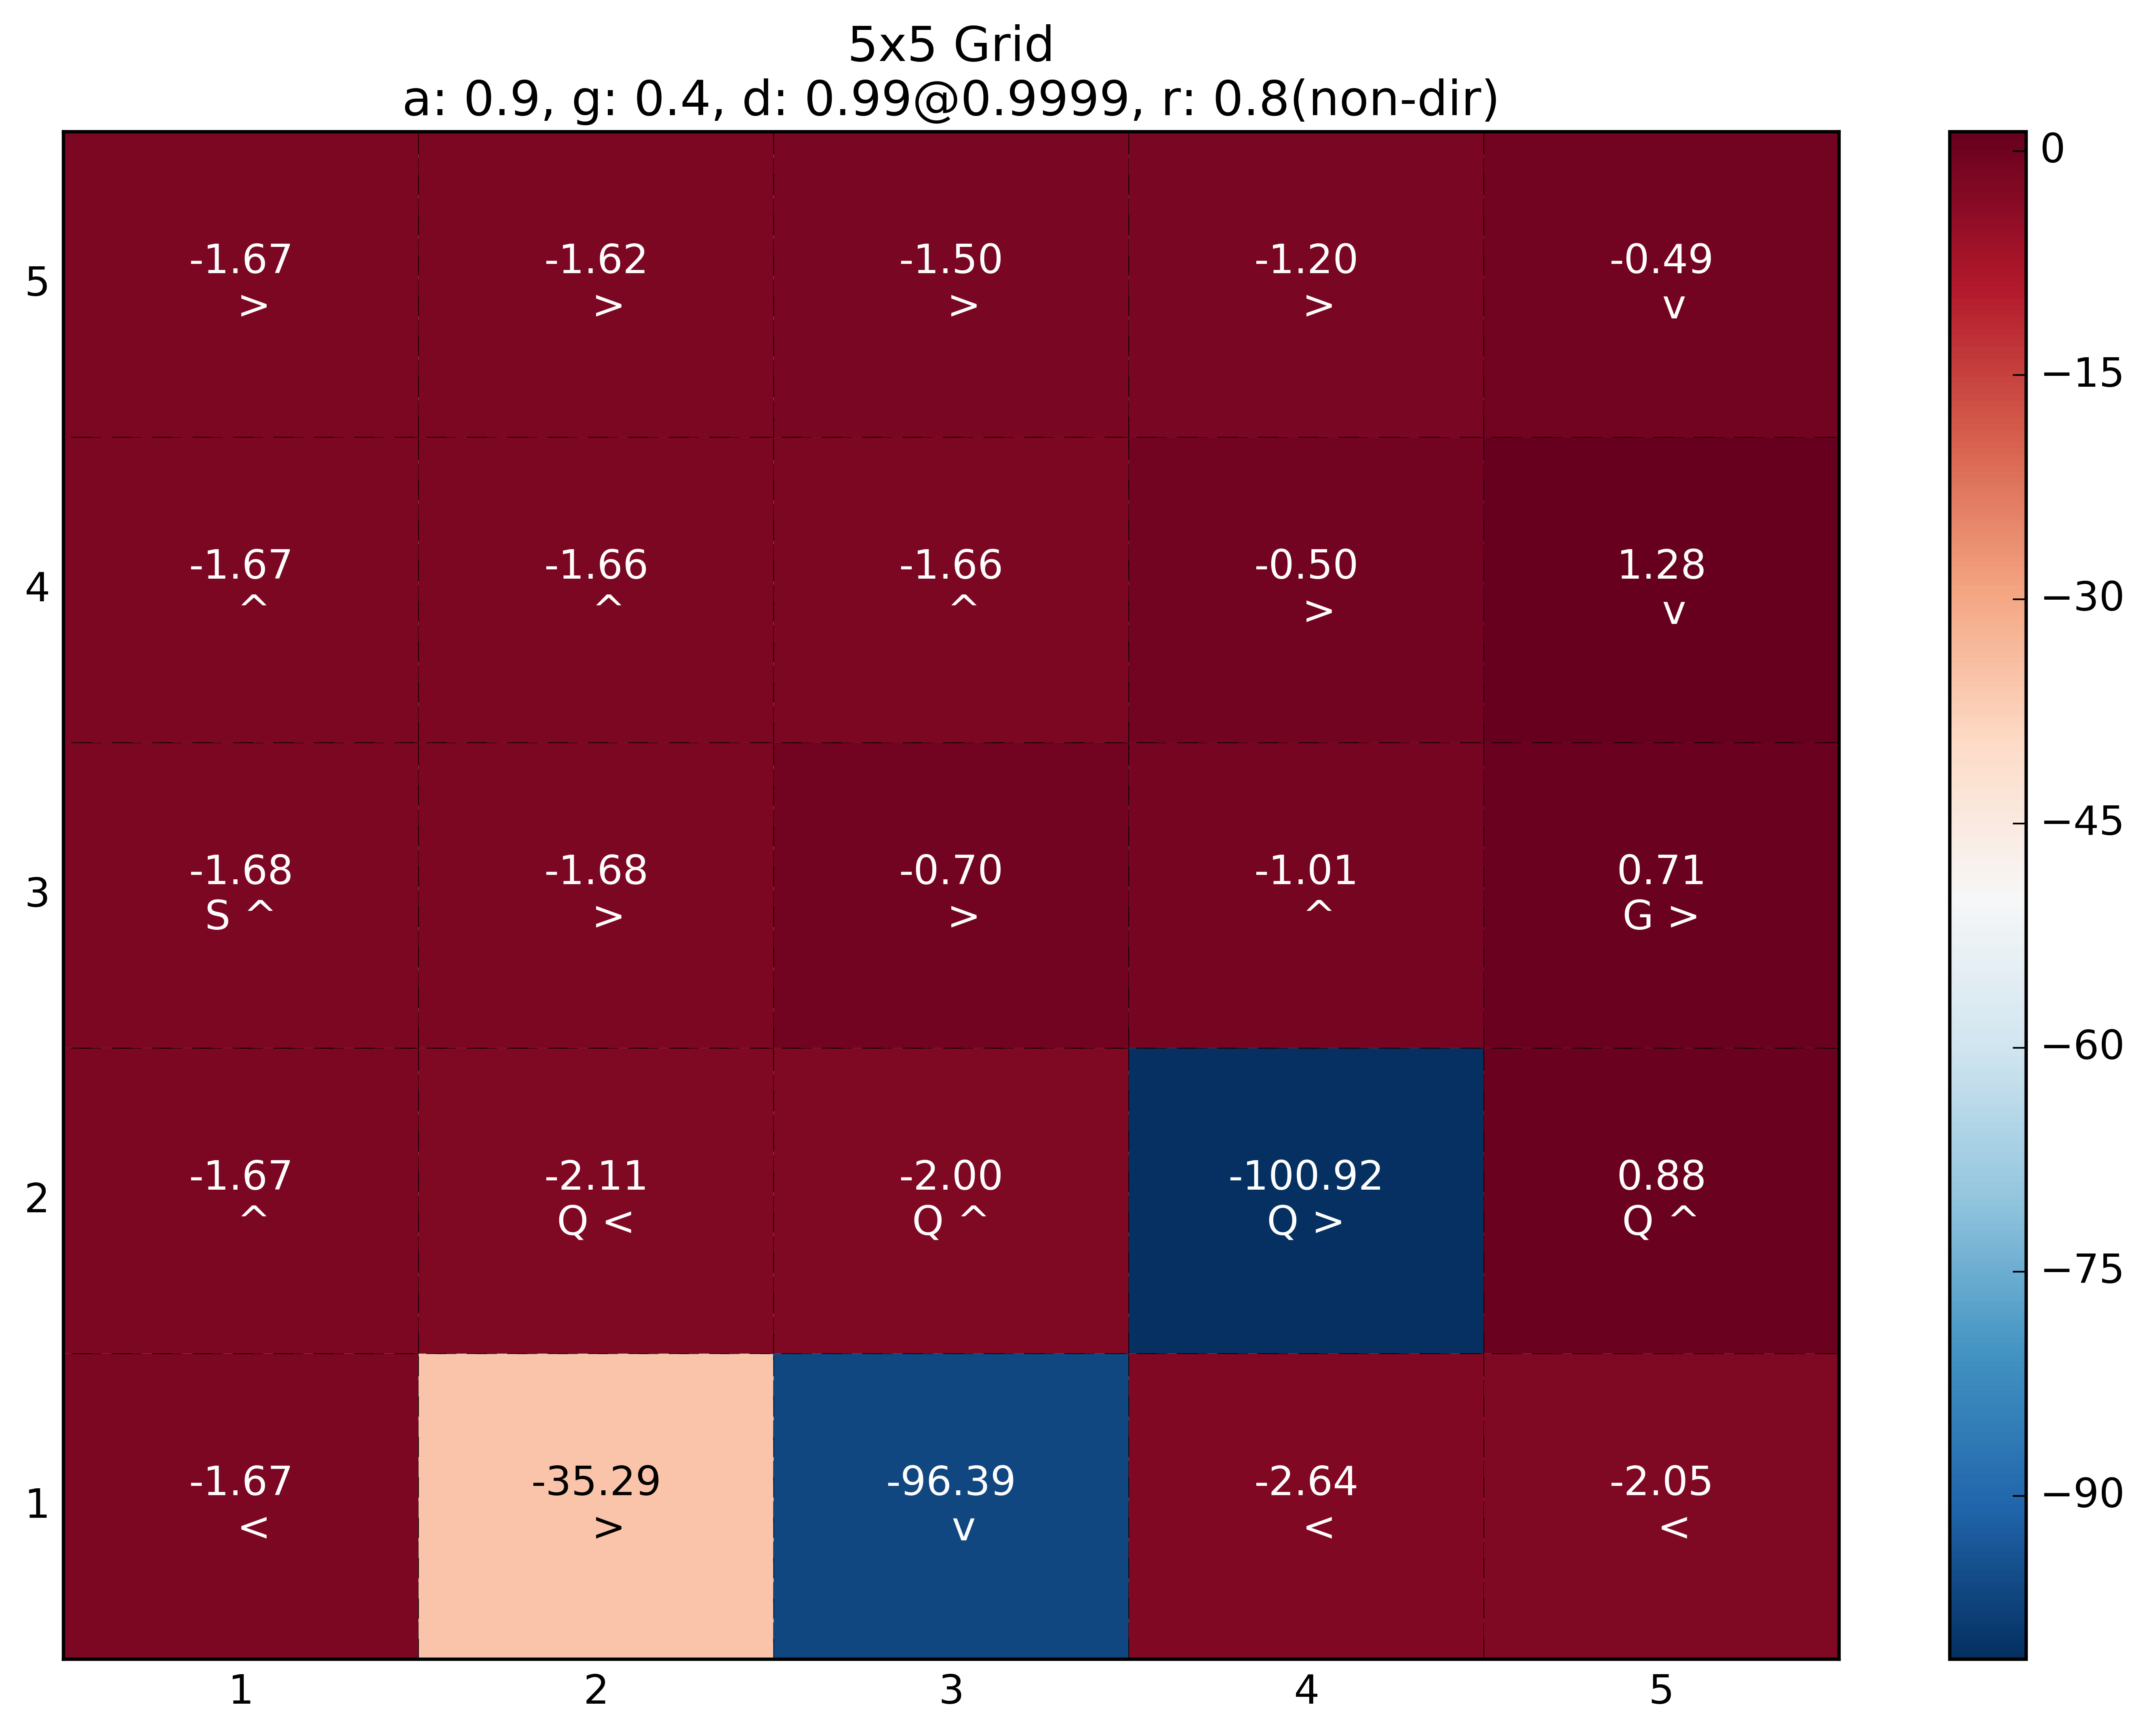 5x5 Grid
a: 0.9, g: 0.4, d: 0.99@0.9999, r: 0.8(non-dir)
5
-1.67 -1.62 -1.50 -1.20 -0.49
> > > > v
4
-1.67 -1.66 -1.66 -0.50 1.28
^ ^ ^ > v
3
-1.68 -1.68 -0.70 -1.01 0.71
S ^ > > ^ G >
2
-1.67 -2.11 -2.00 -100.92 0.88
^ Q < Q ^ Q > Q ^
1
-1.67 -35.29 -96.39 -2.64 -2.05
< > v < <
1 2 3 4 5
0
−15
−30
−45
−60
−75
−90